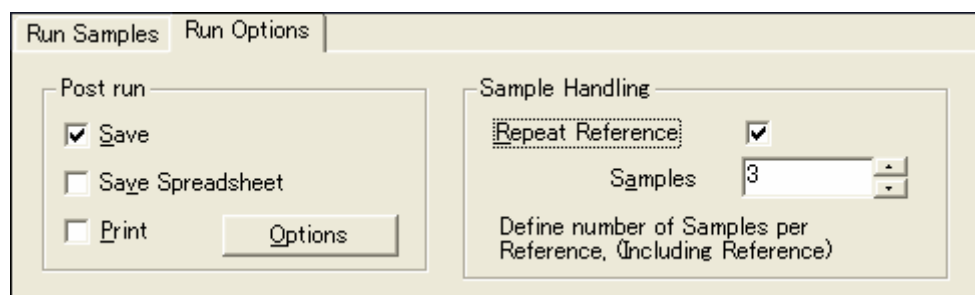 Run Samples Run Options
Post run
Save
Save Spreadsheet
Print Options
Sample Handling
Repeat Reference
Samples 3
Define number of Samples per
Reference, (Including Reference)